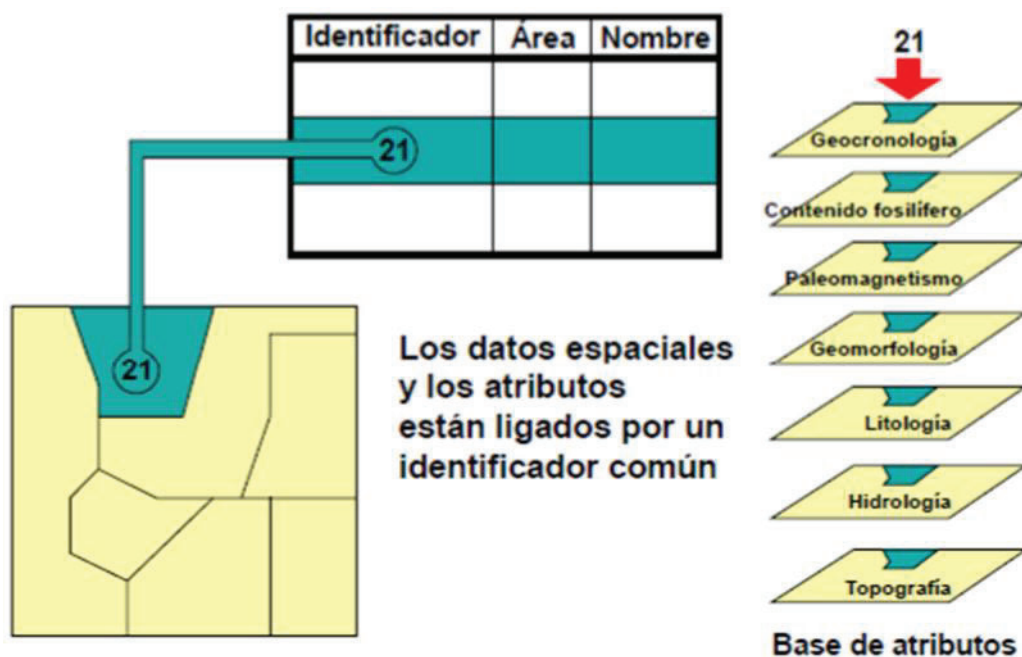 Identificador Área Nombre
21
21
Los datos espaciales
y los atributos
están ligados por un
identificador común
21
Geocronología
Contenido fosilífero
Paleomagnetismo
Geomorfología
Litología
Hidrología
Topografía
Base de atributos